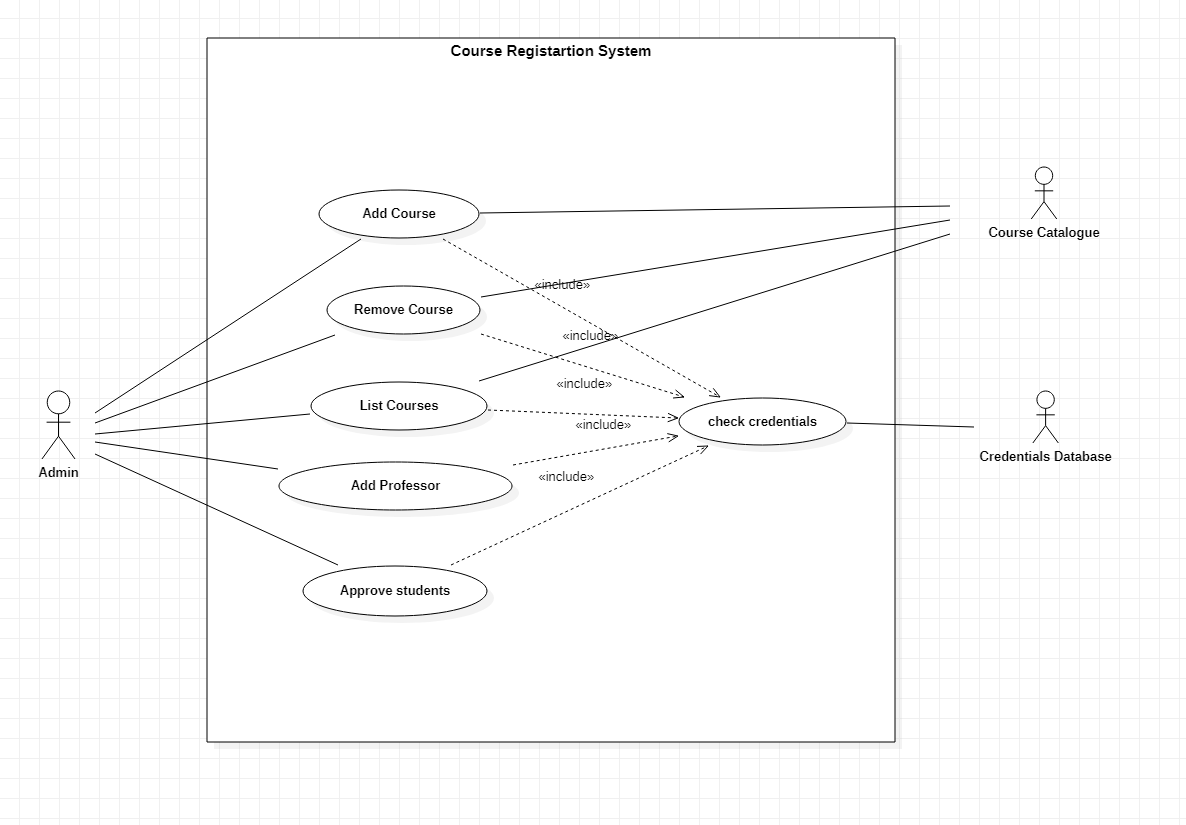 Course Registartion System
Add Course
Course Catalogue
«include»
Remove Course
«include»
«include»
List Courses
check credentials
«include»
Credentials Database
Admin
«include»
Add Professor
Approve students